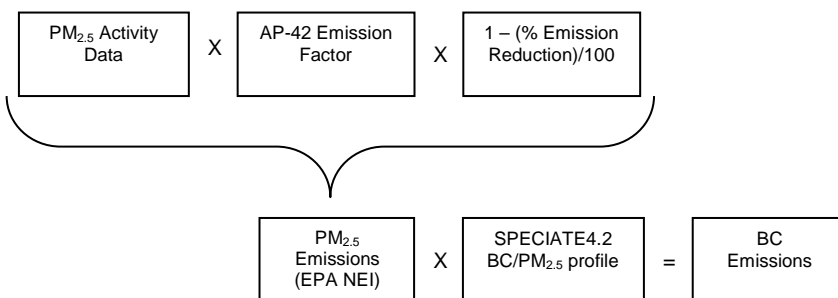 PM2.5 Activity
Data
X
AP-42 Emission
Factor
X
1 – (% Emission
Reduction)/100
PM2.5
Emissions
(EPA NEI)
X
SPECIATE4.2
BC/PM2.5 profile
=
BC
Emissions